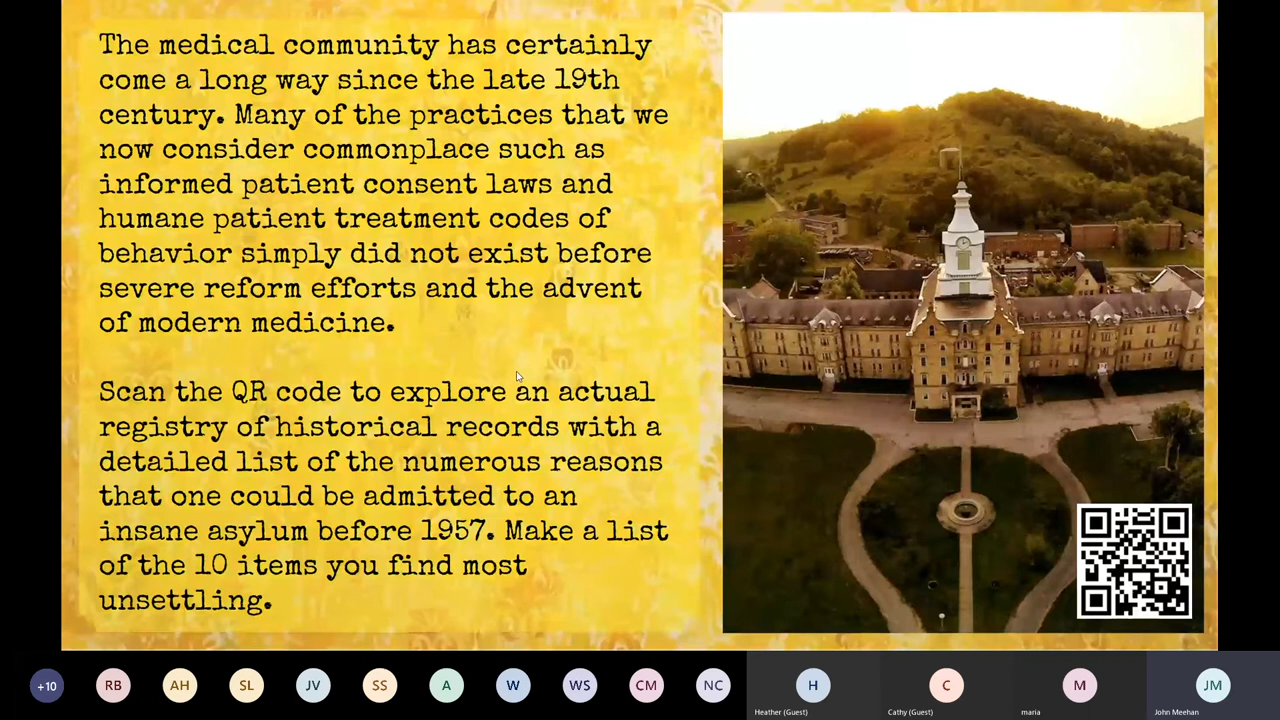 The medical community has certainly
come a long way since the late 19th
century. Many of the practices that we
now consider commonplace such as
informed patient consent laws and
humane patient treatment codes of
behavior simply did not exist before
severe reform efforts and the advent
of modern medicine.
Scan the QR code to explore an actual
registry of historical records with a
detailed list of the numerous reasons
that one could be admitted to an
insane asylum before 1957. Make a list
of the 10 items you find most
unsettling.
+10
RB
AH
SL
JV
SS
A
W
WS
CM
NC
H
Heather (Guest)
C
Cathy (Guest)
M
maria
JM
John Meehan